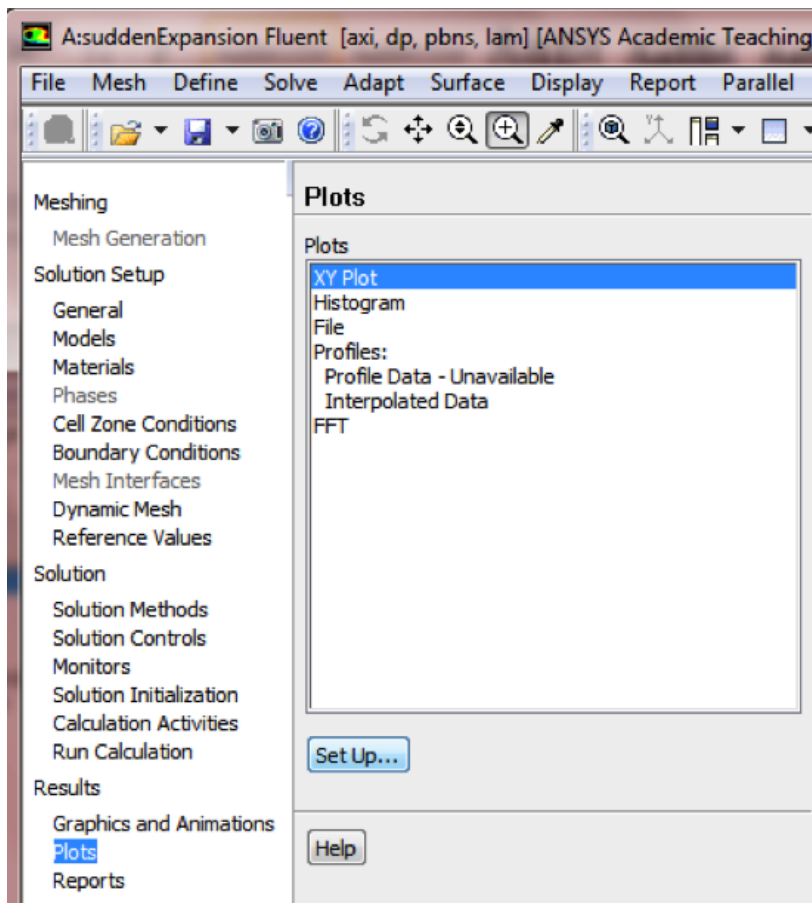 A:suddenExpansion Fluent [axi, dp, pbns, lam] [ANSYS Academic Teaching
File Mesh Define Solve Adapt Surface Display Report Parallel
Meshing
Mesh Generation
Solution Setup
General
Models
Materials
Phases
Cell Zone Conditions
Boundary Conditions
Mesh Interfaces
Dynamic Mesh
Reference Values
Solution
Solution Methods
Solution Controls
Monitors
Solution Initialization
Calculation Activities
Run Calculation
Results
Graphics and Animations
Plots
Reports
Plots
Plots
XY Plot
Histogram
File
Profiles:
Profile Data - Unavailable
Interpolated Data
FFT
Set Up...
Help